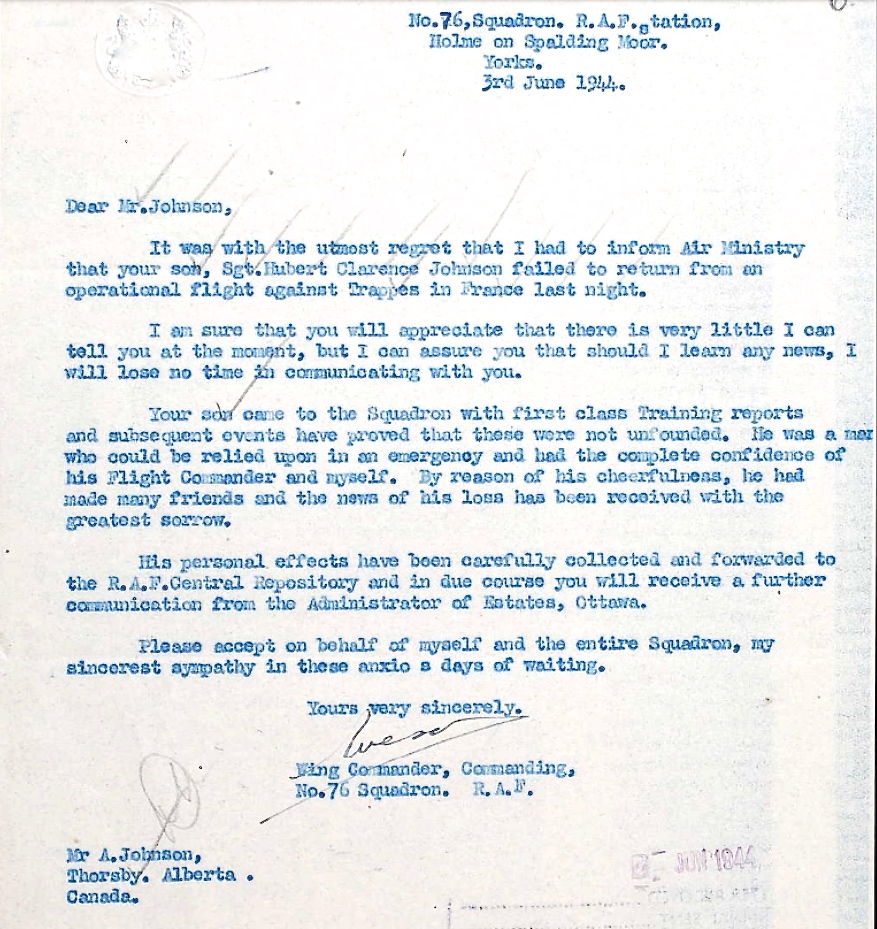 No.76,Squadron. R.A.F.station,
Holme on Spalding Moor.
Yorks.
3rd June 1944.
Dear Mr.Johnson,
It was with the utmost regret that I had to inform Air Ministry
that your son, Sgt.Hubert Clarence Johnson failed to return from an
operational flight against Trappes in France last night.
I am sure that you will appreciate that there is very little I can
tell you at the moment, but I can assure you that should I learn any news, I
will lose no time in communicating with you.
Your son came to the Squadron with first class Training reports
and subsequent events have proved that these were not unfounded. He was a man
who could be relied upon in an emergency and had the complete confidence of
his Flight Commander and myself. By reason of his cheerfulness, he had
made many friends and the news of his loss has been received with the
greatest sorrow.
His personal effects have been carefully collected and forwarded to
the R.A.F.Central Repository and in due course you will receive a further
communication from the Administrator of Estates, Ottawa.
Please accept on behalf of myself and the entire Squadron, my
sincerest sympathy in these anxio s days of waiting.
Yours very sincerely.
Wing Commander, Commanding,
No.76 Squadron. R.A.F.
Mr A.Johnson,
Thorsby. Alberta .
Canada.
JUN 1944